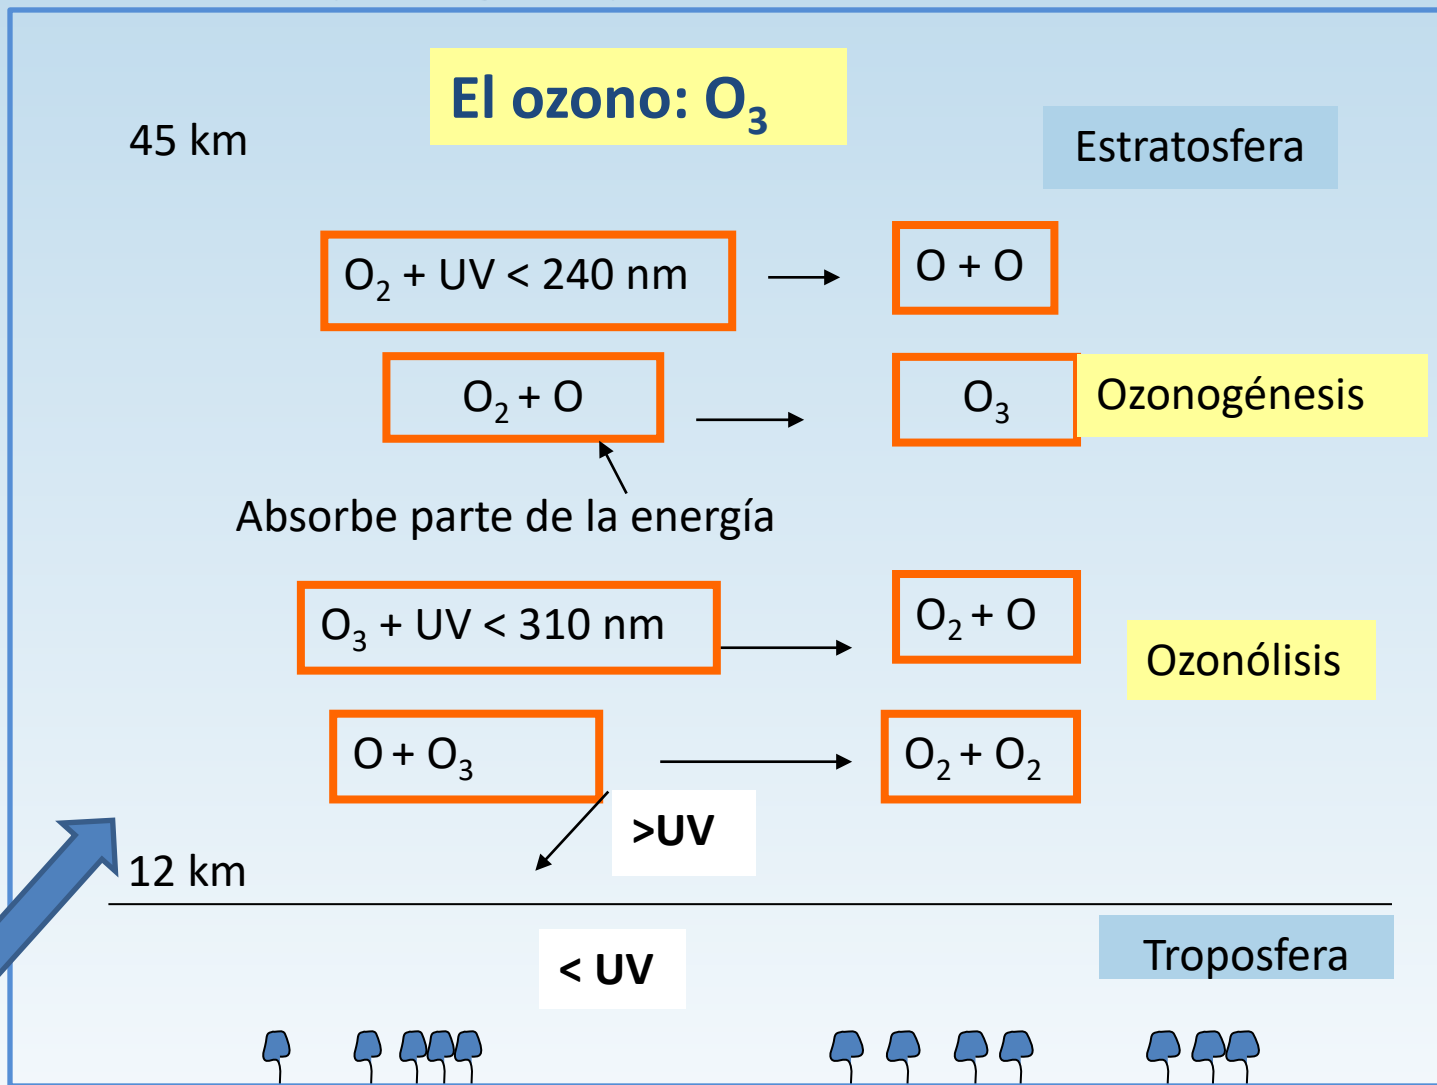 El ozono: O₃
45 km
Estratosfera
O₂ + UV < 240 nm
O + O
O₂ + O
O₃
Ozonogénesis
Absorbe parte de la energía
O₃ + UV < 310 nm
O₂ + O
Ozonólisis
O + O₃
O₂ + O₂
>UV
12 km
< UV
Troposfera